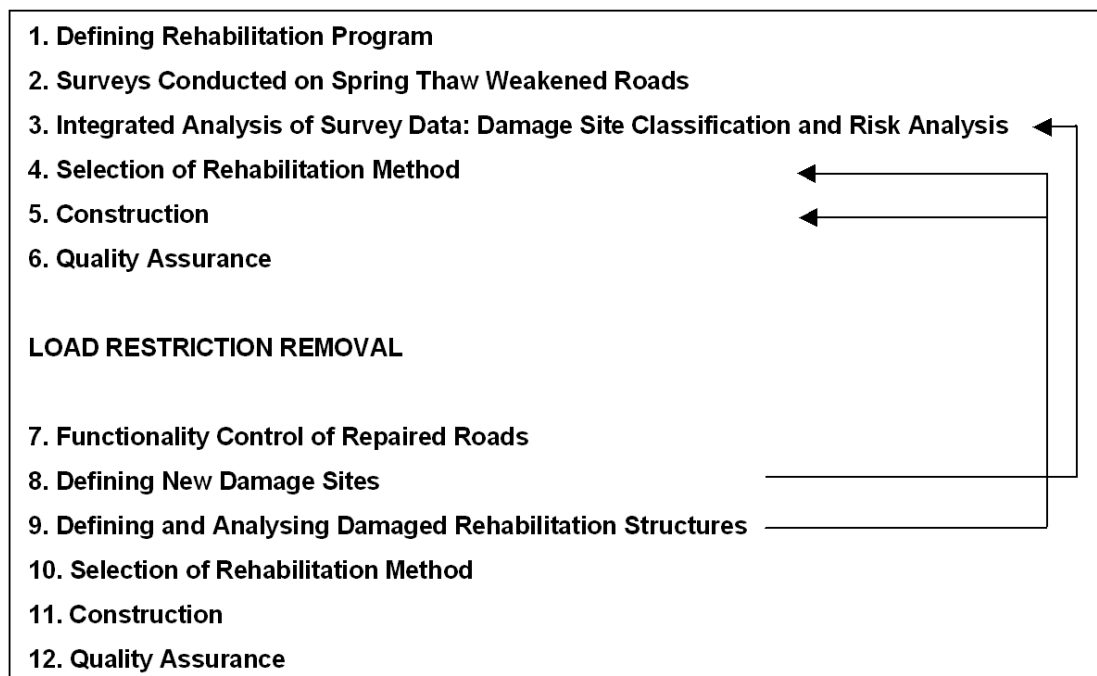 1. Defining Rehabilitation Program
2. Surveys Conducted on Spring Thaw Weakened Roads
3. Integrated Analysis of Survey Data: Damage Site Classification and Risk Analysis
4. Selection of Rehabilitation Method
5. Construction
6. Quality Assurance
LOAD RESTRICTION REMOVAL
7. Functionality Control of Repaired Roads
8. Defining New Damage Sites
9. Defining and Analysing Damaged Rehabilitation Structures
10. Selection of Rehabilitation Method
11. Construction
12. Quality Assurance